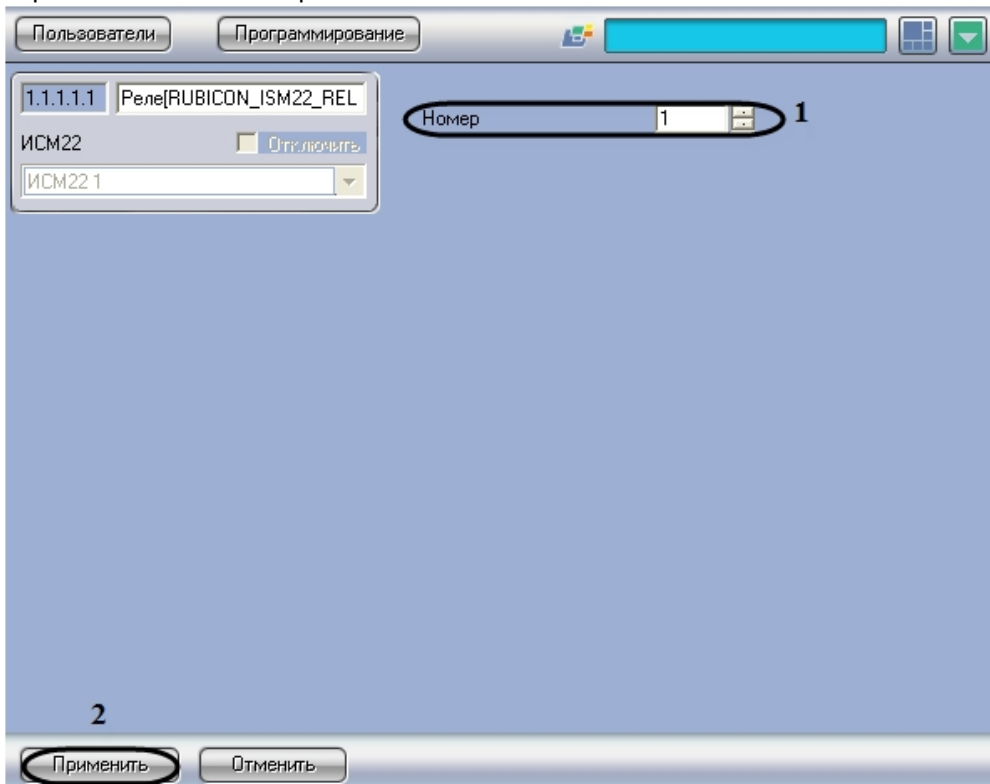 Пользователи Программирование
1.1.1.1.1 Реле[RUBICON_ISM22_REL
Номер 1 1
ИСМ22 Отключить
ИСМ22 1
2
Применить Отменить